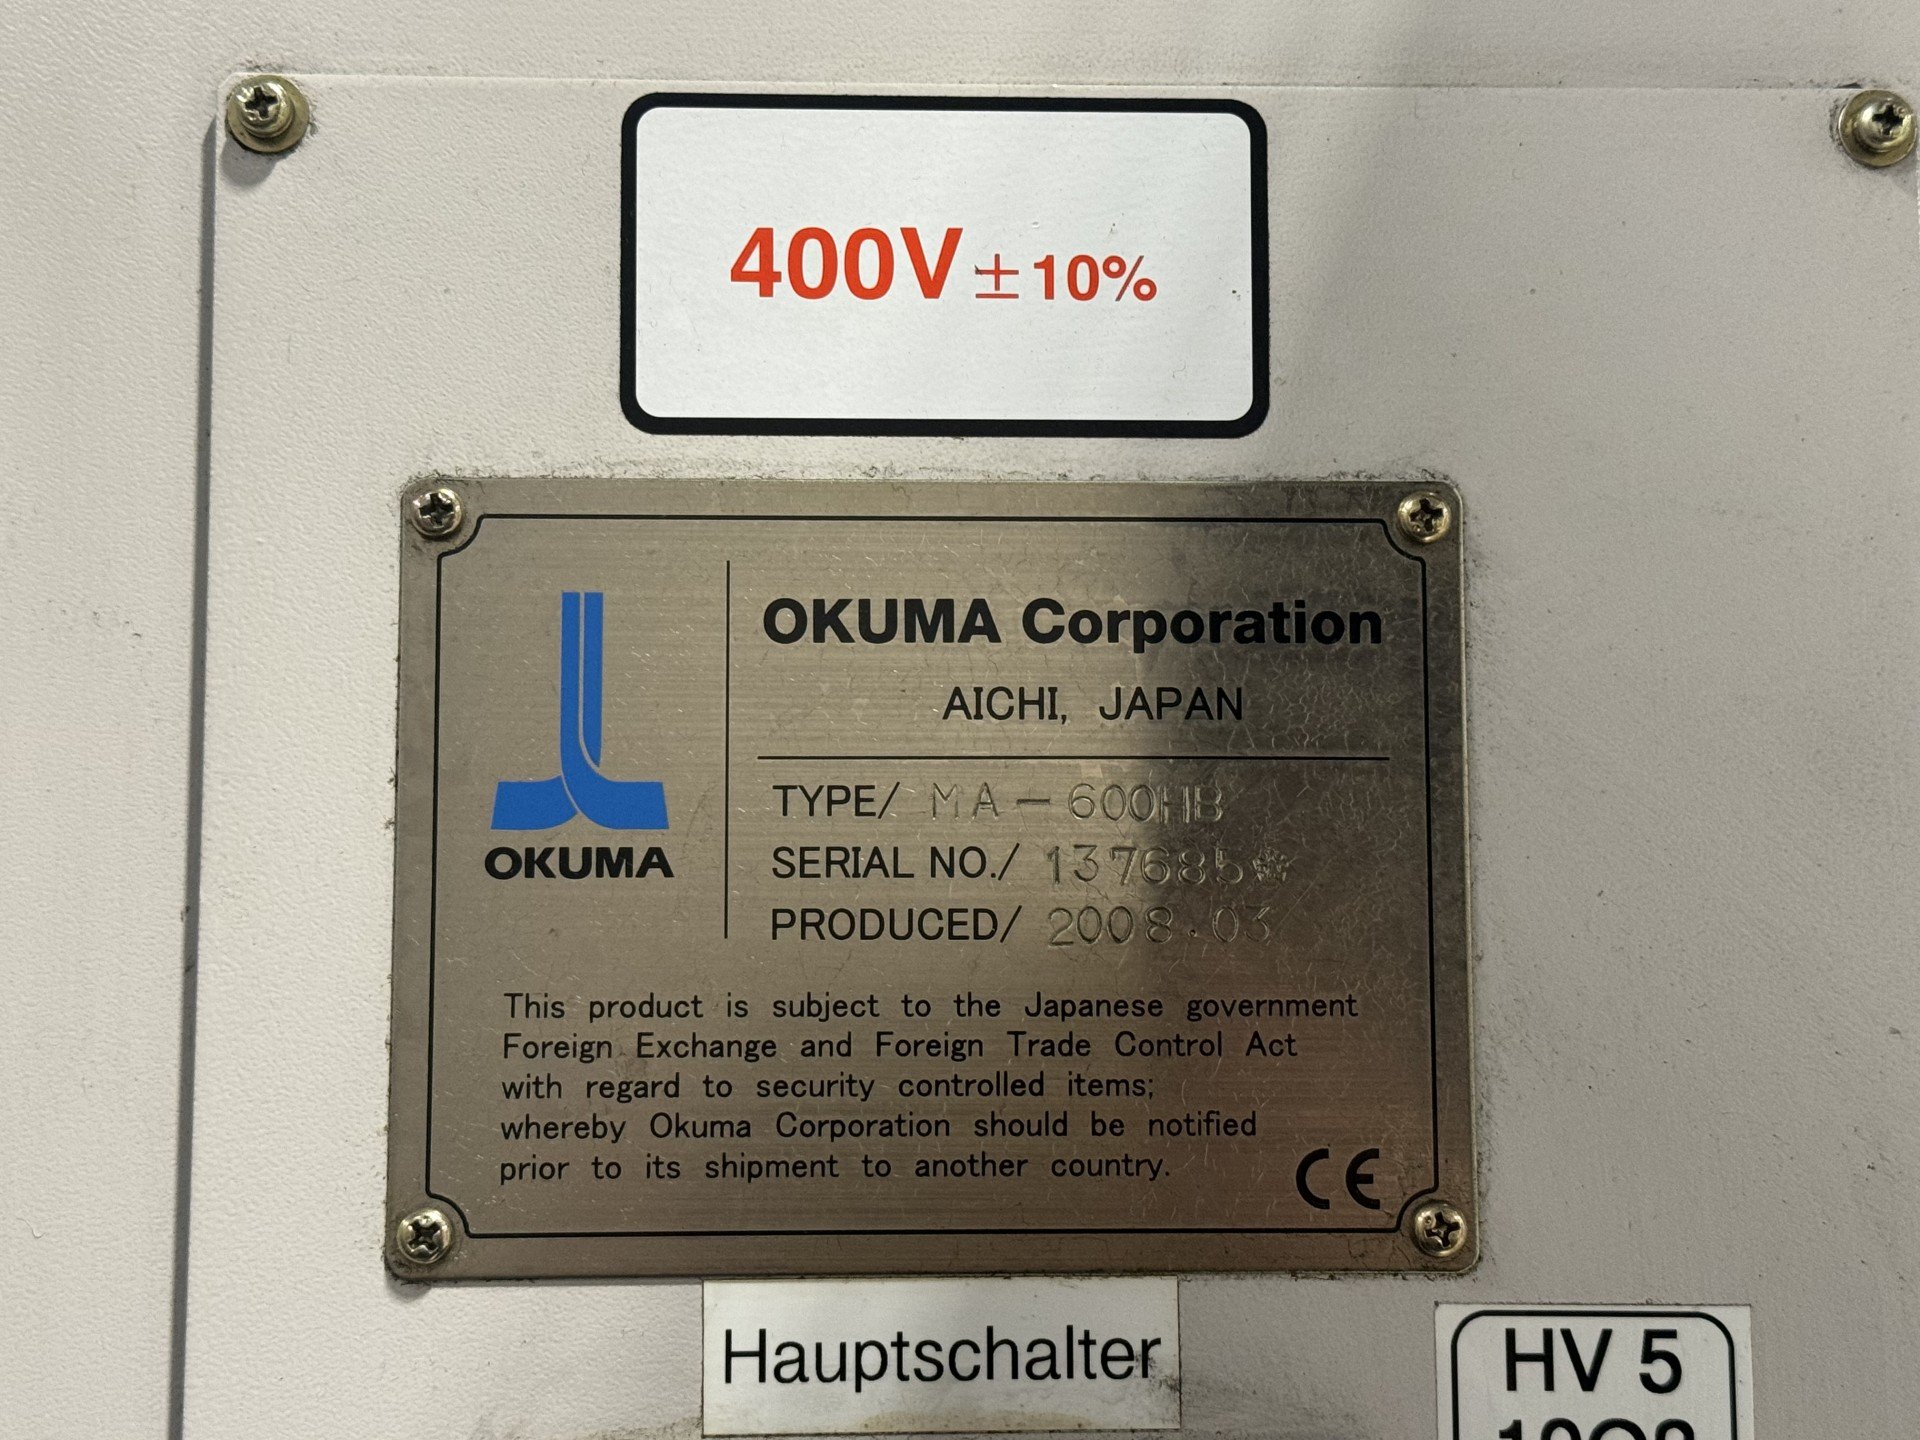 400V ± 10%
OKUMA Corporation
AICHI, JAPAN
TYPE/ MA-600HB
SERIAL NO./ 137685
PRODUCED/ 2008.03
OKUMA
This product is subject to the Japanese government
Foreign Exchange and Foreign Trade Control Act
with regard to security controlled items;
whereby Okuma Corporation should be notified
prior to its shipment to another country.
CE
Hauptschalter
HV 5